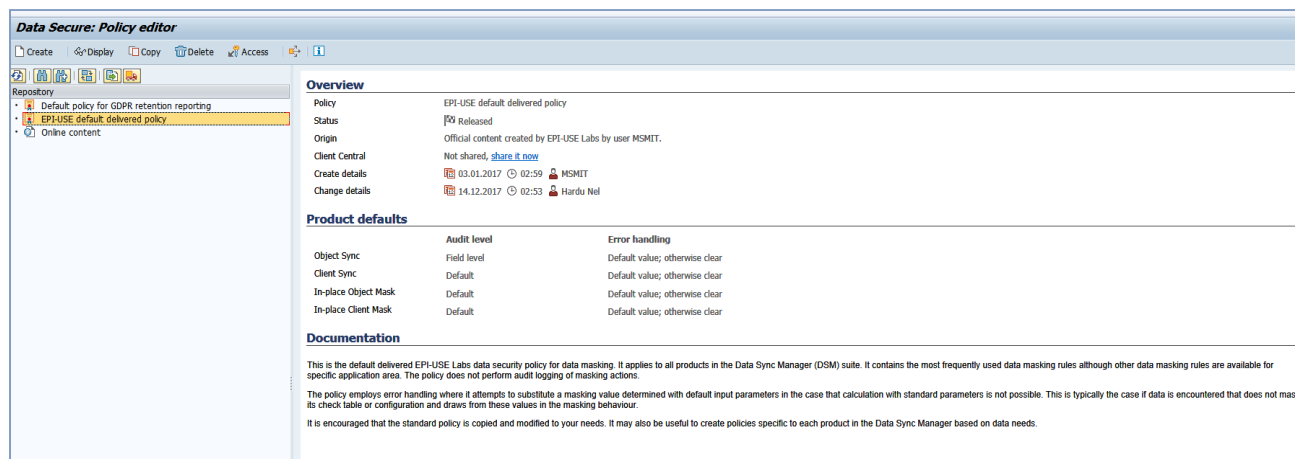 Data Secure: Policy editor
Create Display Copy Delete Access
Repository
Default policy for GDPR retention reporting
EPI-USE default delivered policy
Online content
Overview
Policy EPI-USE default delivered policy
Status Released
Origin Official content created by EPI-USE Labs by user MSMIT.
Client Central Not shared, share it now
Create details 03.01.2017 02:59 MSMIT
Change details 14.12.2017 02:53 Hardu Nel
Product defaults
Audit level Error handling
Object Sync Field level Default value; otherwise clear
Client Sync Default Default value; otherwise clear
In-place Object Mask Default Default value; otherwise clear
In-place Client Mask Default Default value; otherwise clear
Documentation
This is the default delivered EPI-USE Labs data security policy for data masking. It applies to all products in the Data Sync Manager (DSM) suite. It contains the most frequently used data masking rules although other data masking rules are available for
specific application area. The policy does not perform audit logging of masking actions.
The policy employs error handling where it attempts to substitute a masking value determined with default input parameters in the case that calculation with standard parameters is not possible. This is typically the case if data is encountered that does not mas
its check table or configuration and draws from these values in the masking behaviour.
It is encouraged that the standard policy is copied and modified to your needs. It may also be useful to create policies specific to each product in the Data Sync Manager based on data needs.